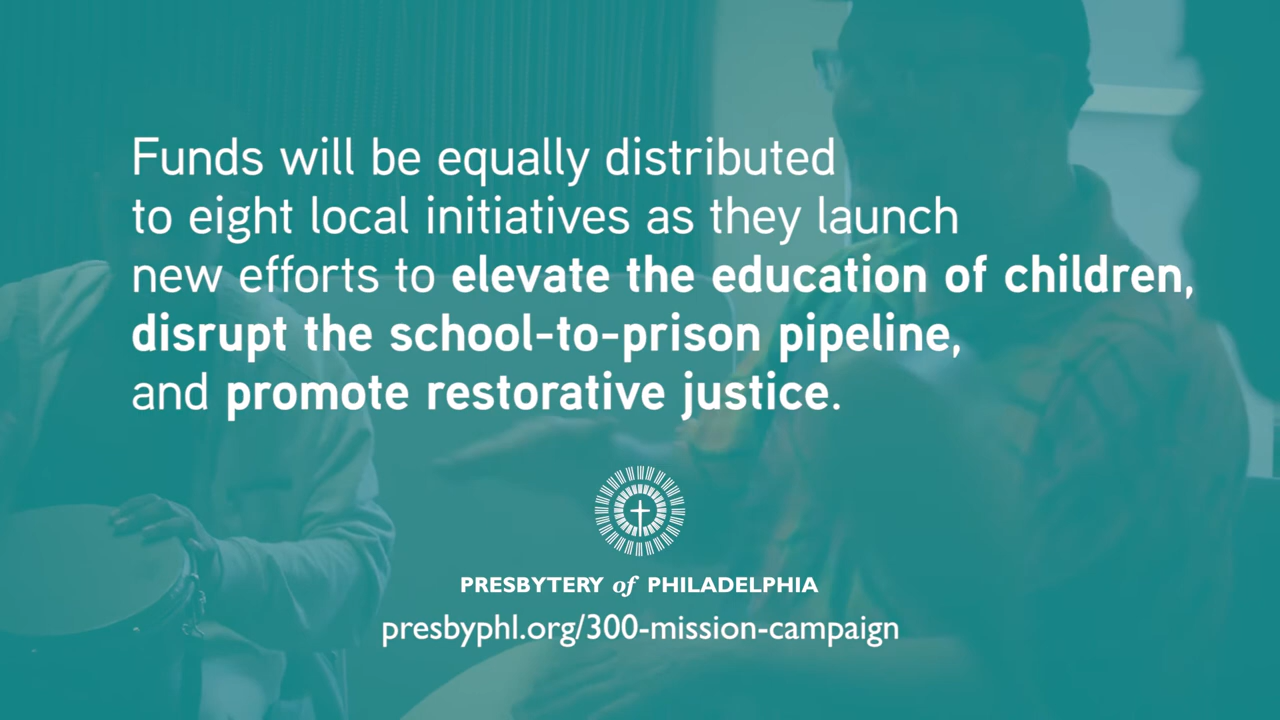 Funds will be equally distributed
to eight local initiatives as they launch
new efforts to elevate the education of children,
disrupt the school-to-prison pipeline,
and promote restorative justice.
PRESBYTERY of PHILADELPHIA
presbyphl.org/300-mission-campaign